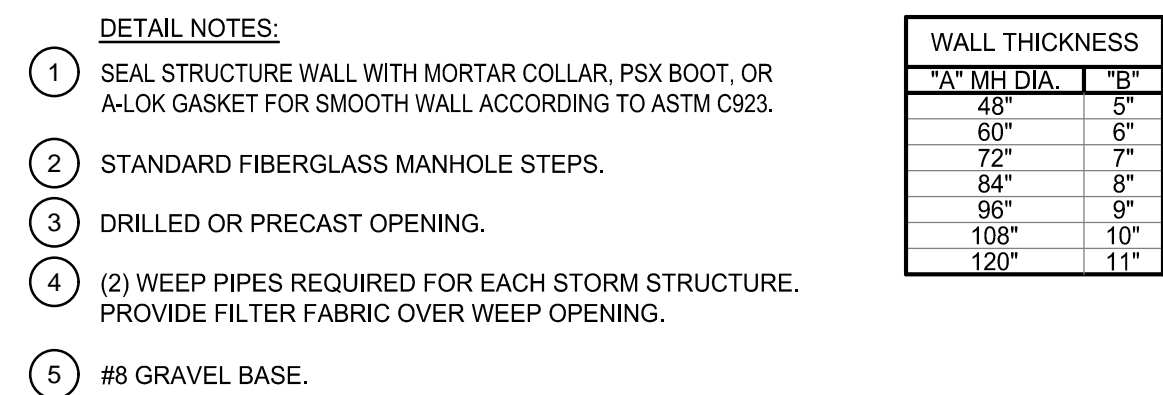 DETAIL NOTES:
1 SEAL STRUCTURE WALL WITH MORTAR COLLAR, PSX BOOT, OR
A-LOK GASKET FOR SMOOTH WALL ACCORDING TO ASTM C923.
2 STANDARD FIBERGLASS MANHOLE STEPS.
3 DRILLED OR PRECAST OPENING.
4 (2) WEEP PIPES REQUIRED FOR EACH STORM STRUCTURE.
PROVIDE FILTER FABRIC OVER WEEP OPENING.
5 #8 GRAVEL BASE.
WALL THICKNESS
"A" MH DIA. "B"
48" 5"
60" 6"
72" 7"
84" 8"
96" 9"
108" 10"
120" 11"